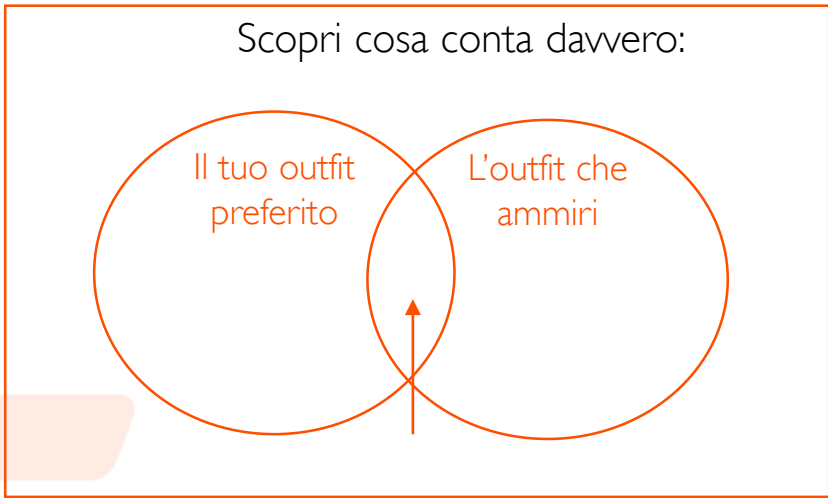 Scopri cosa conta davvero:
Il tuo outfit
preferito
L’outfit che
ammiri